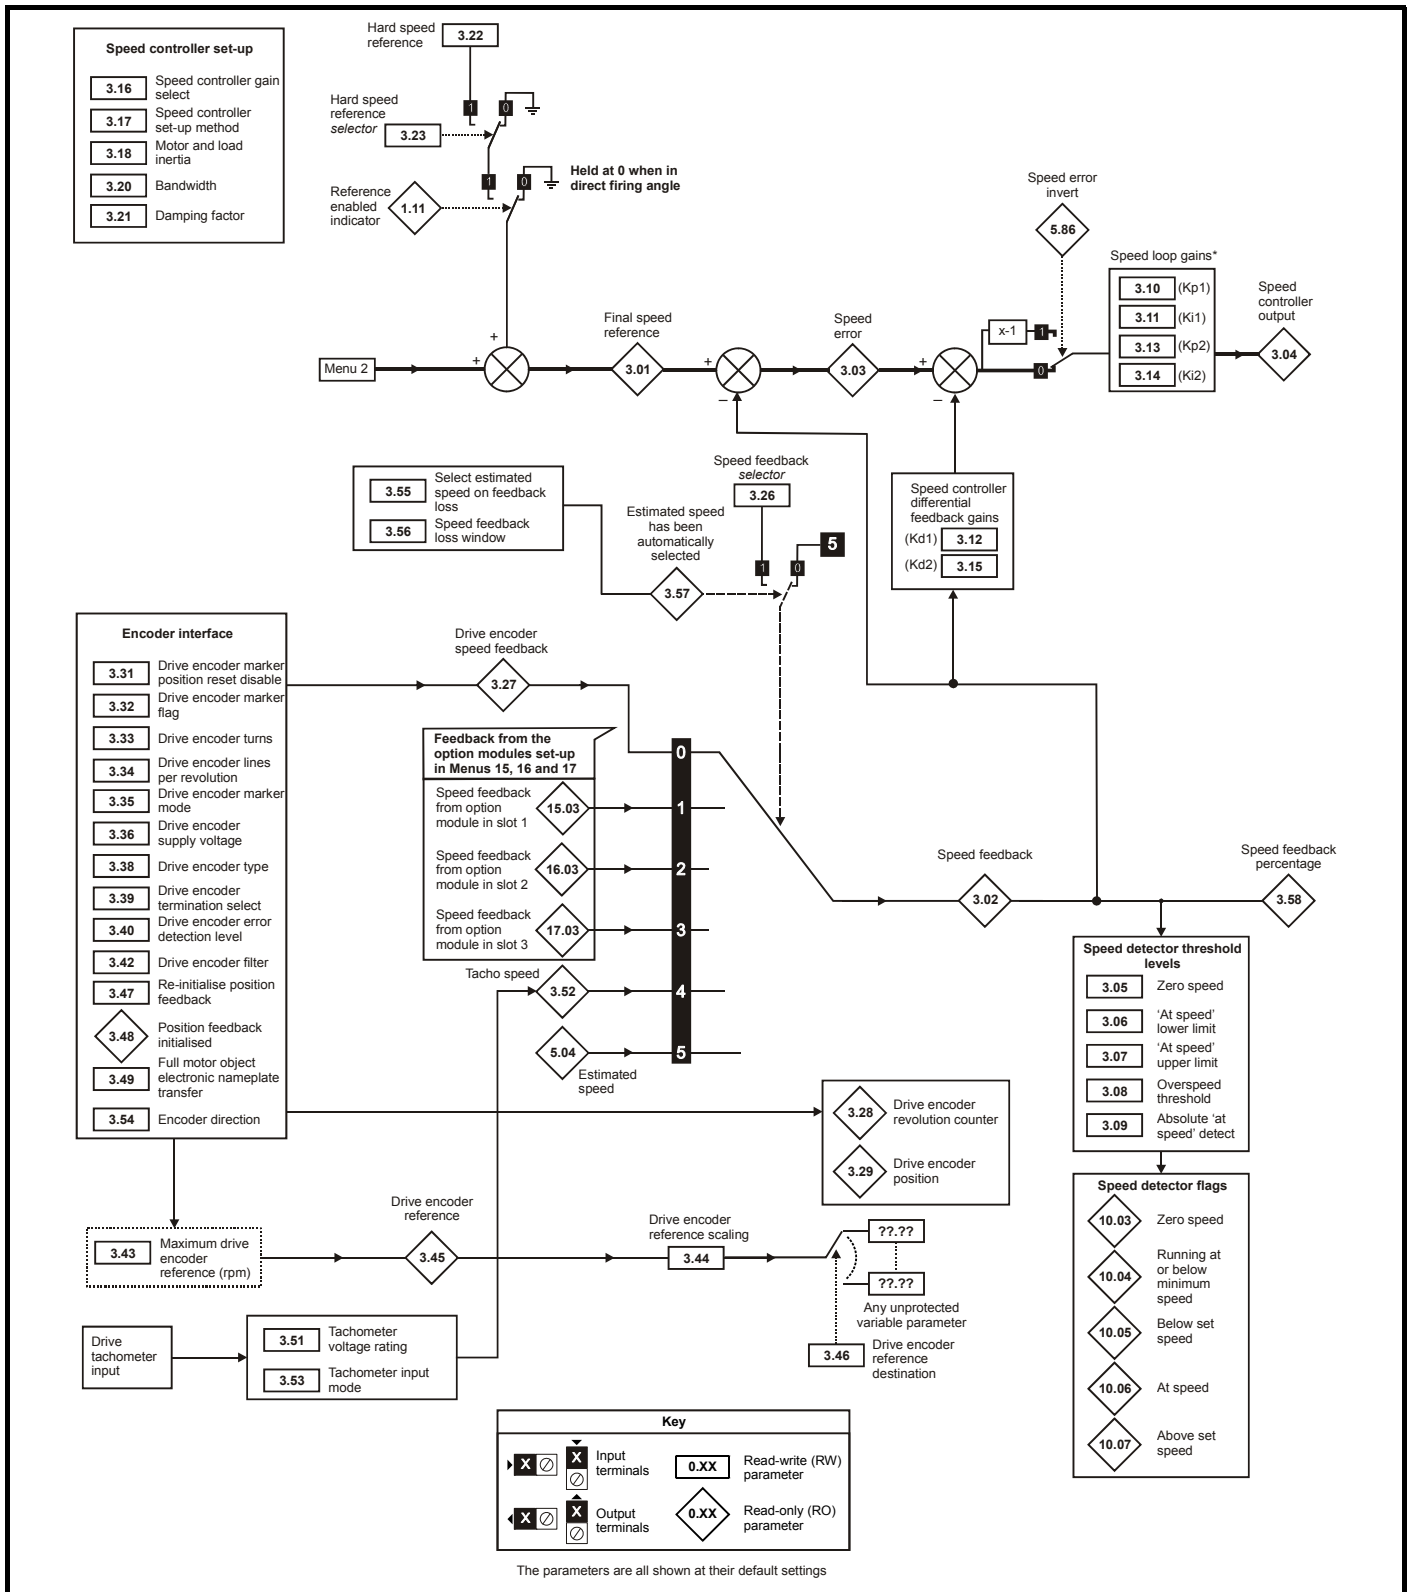 Speed controller set-up
3.16
Speed controller gain
select
3.17
Speed controller
set-up method
3.18
Motor and load
inertia
3.20
Bandwidth
3.21
Damping factor
Hard speed
reference
3.22
1
0
Hard speed
reference
selector
3.23
1
0
Held at 0 when in
direct firing angle
Reference
enabled
indicator
1.11
Menu 2
+
+
Final speed
reference
3.01
+
–
Speed
error
3.03
+
–
x-1
1
0
Speed error
invert
5.86
Speed loop gains*
3.10
(Kp1)
3.11
(Ki1)
3.13
(Kp2)
3.14
(Ki2)
Speed
controller
output
3.04
3.55
Select estimated
speed on feedback
loss
3.56
Speed feedback
loss window
Estimated speed
has been
automatically
selected
3.57
Speed feedback
selector
3.26
1
0
5
Speed controller
differential
feedback gains
(Kd1)
3.12
(Kd2)
3.15
Encoder interface
3.31
Drive encoder marker
position reset disable
3.32
Drive encoder marker
flag
3.33
Drive encoder turns
3.34
Drive encoder lines
per revolution
3.35
Drive encoder marker
mode
3.36
Drive encoder
supply voltage
3.38
Drive encoder type
3.39
Drive encoder
termination select
3.40
Drive encoder error
detection level
3.42
Drive encoder filter
3.47
Re-initialise position
feedback
3.48
Position feedback
initialised
3.49
Full motor object
electronic nameplate
transfer
3.54
Encoder direction
Drive encoder
speed feedback
3.27
Feedback from the
option modules set-up
in Menus 15, 16 and 17
Speed feedback
from option
module in slot 1
15.03
Speed feedback
from option
module in slot 2
16.03
Speed feedback
from option
module in slot 3
17.03
Tacho speed
3.52
5.04
Estimated
speed
0
1
2
3
4
5
Speed feedback
3.02
Speed feedback
percentage
3.58
Speed detector threshold
levels
3.05
Zero speed
3.06
‘At speed’
lower limit
3.07
‘At speed’
upper limit
3.08
Overspeed
threshold
3.09
Absolute ‘at
speed’ detect
Speed detector flags
10.03
Zero speed
10.04
Running at
or below
minimum
speed
10.05
Below set
speed
10.06
At speed
10.07
Above set
speed
3.28
Drive encoder
revolution counter
3.29
Drive encoder
position
3.43
Maximum drive
encoder
reference (rpm)
Drive encoder
reference
3.45
Drive encoder
reference scaling
3.44
??.??
??.??
Any unprotected
variable parameter
3.46
Drive encoder
reference
destination
Drive
tachometer
input
3.51
Tachometer
voltage rating
3.53
Tachometer input
mode
Key
X
X
Input
terminals
0.XX
Read-write (RW)
parameter
X
X
Output
terminals
0.XX
Read-only (RO)
parameter
The parameters are all shown at their default settings